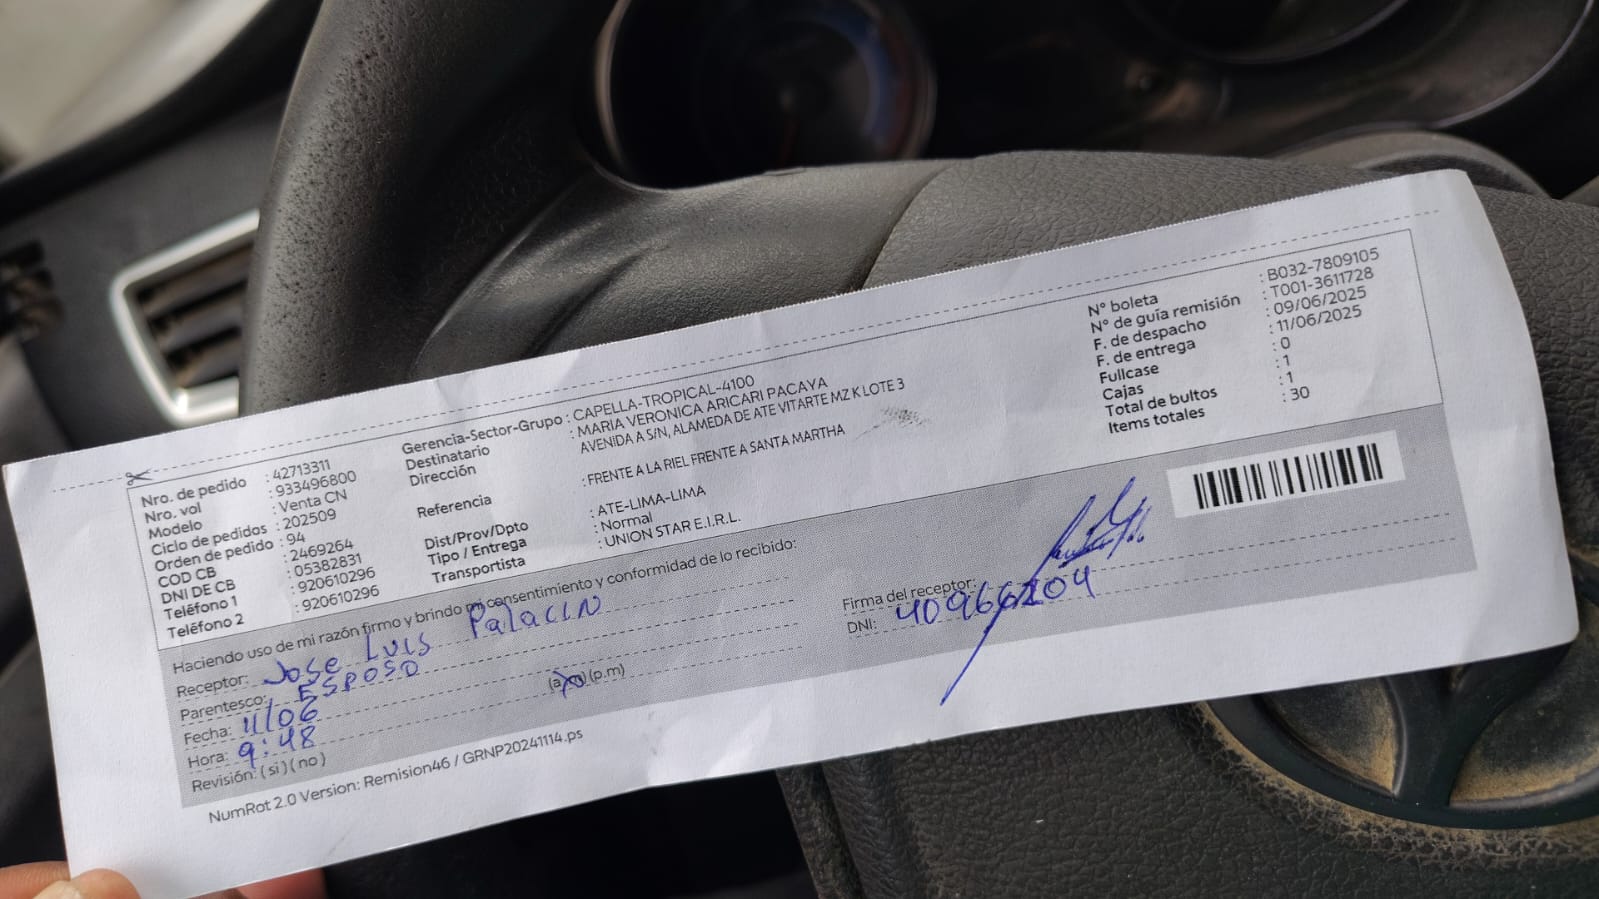 Nro. de pedido : 42713311
Nro. vol : 933496800
Modelo : Venta CN
Ciclo de pedidos : 202509
Orden de pedido : 94
COD CB : 2469264
DNI DE CB : 05382831
Teléfono 1 : 920610296
Teléfono 2 : 920610296
Gerencia-Sector-Grupo : CAPELLA-TROPICAL-4100
Destinatario : MARIA VERONICA ARICARI PACAYA
Dirección AVENIDA A S/N, ALAMEDA DE ATE VITARTE MZ K LOTE 3
Referencia : FRENTE A LA RIEL FRENTE A SANTA MARTHA
Dist/Prov/Dpto : ATE-LIMA-LIMA
Tipo / Entrega : Normal
Transportista : UNION STAR E.I.R.L.
N° boleta : B032-7809105
N° de guía remisión : T001-3611728
F. de despacho : 09/06/2025
F. de entrega : 11/06/2025
Fullcase : 0
Cajas : 1
Total de bultos : 1
Items totales : 30
Haciendo uso de mi razón firmo y brindo mi consentimiento y conformidad de lo recibido:
Receptor: Jose Luis Palacin
Parentesco: ESPOSO
Fecha: 11/06
Hora: 9:48 (a.m) (p.m)
Revisión: (si) (no)
Firma del receptor:
DNI: 40966204
NumRot 2.0 Version: Remision46 / GRNP20241114.ps